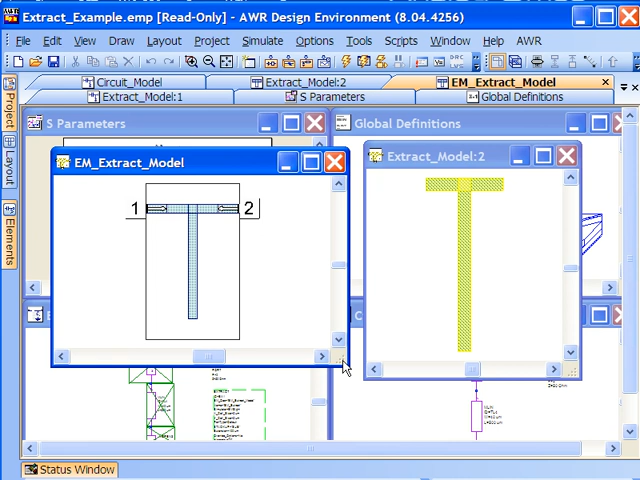 Extract_Example.emp [Read-Only] - AWR Design Environment (8.04.4256)
File Edit View Draw Layout Project Simulate Options Tools Scripts Window Help AWR
Circuit_Model Extract_Model:2 EM_Extract_Model
Extract_Model:1 S Parameters Global Definitions
Project
Layout
Elements
S Parameters
Global Definitions
EM_Extract_Model
1
2
Extract_Model:2
Status Window